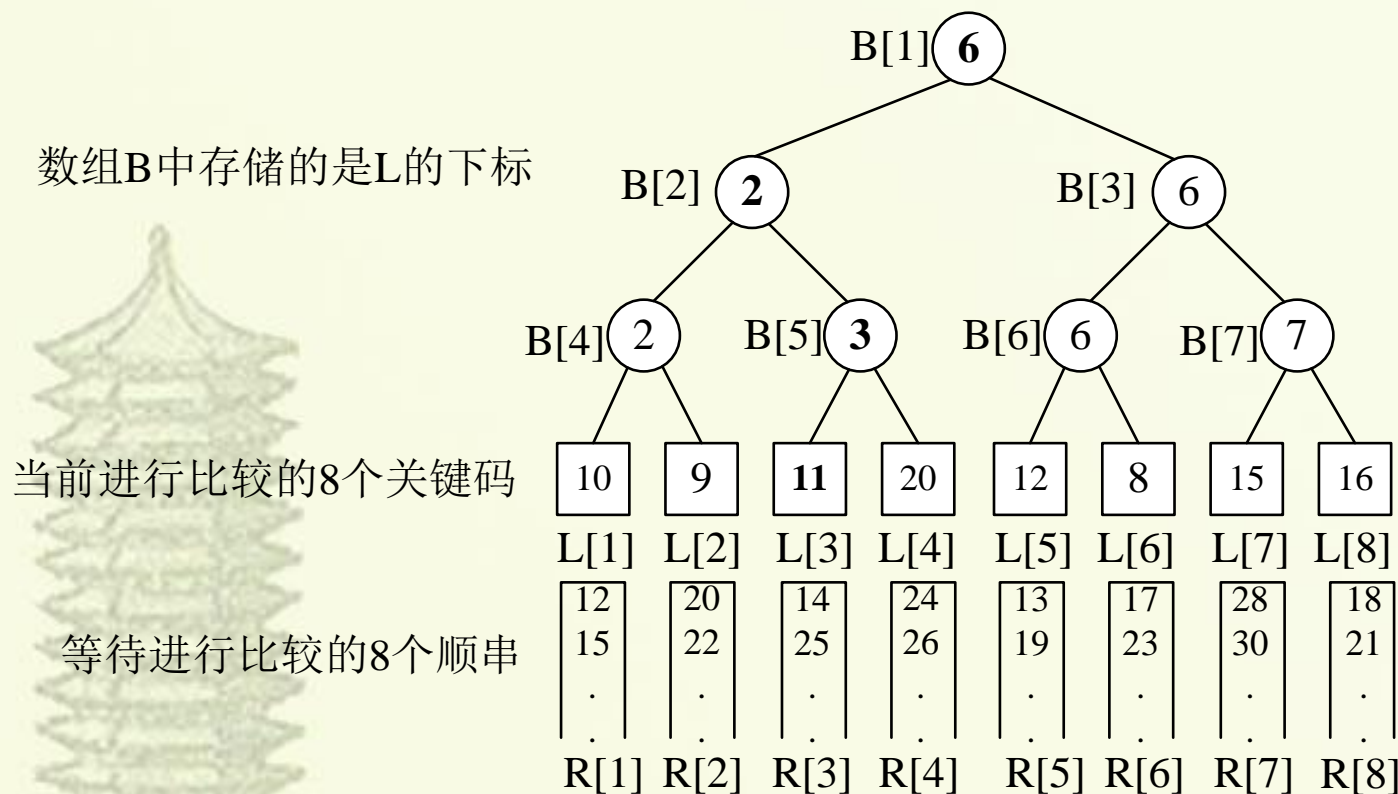 B[1] 6
数组B中存储的是L的下标
B[2] 2 B[3] 6
B[4] 2 B[5] 3 B[6] 6 B[7] 7
当前进行比较的8个关键码 10 9 11 20 12 8 15 16
L[1] L[2] L[3] L[4] L[5] L[6] L[7] L[8]
12 20 14 24 13 17 28 18
等待进行比较的8个顺串 15 22 25 26 19 23 30 21
. . . . . . . .
. . . . . . . .
R[1] R[2] R[3] R[4] R[5] R[6] R[7] R[8]